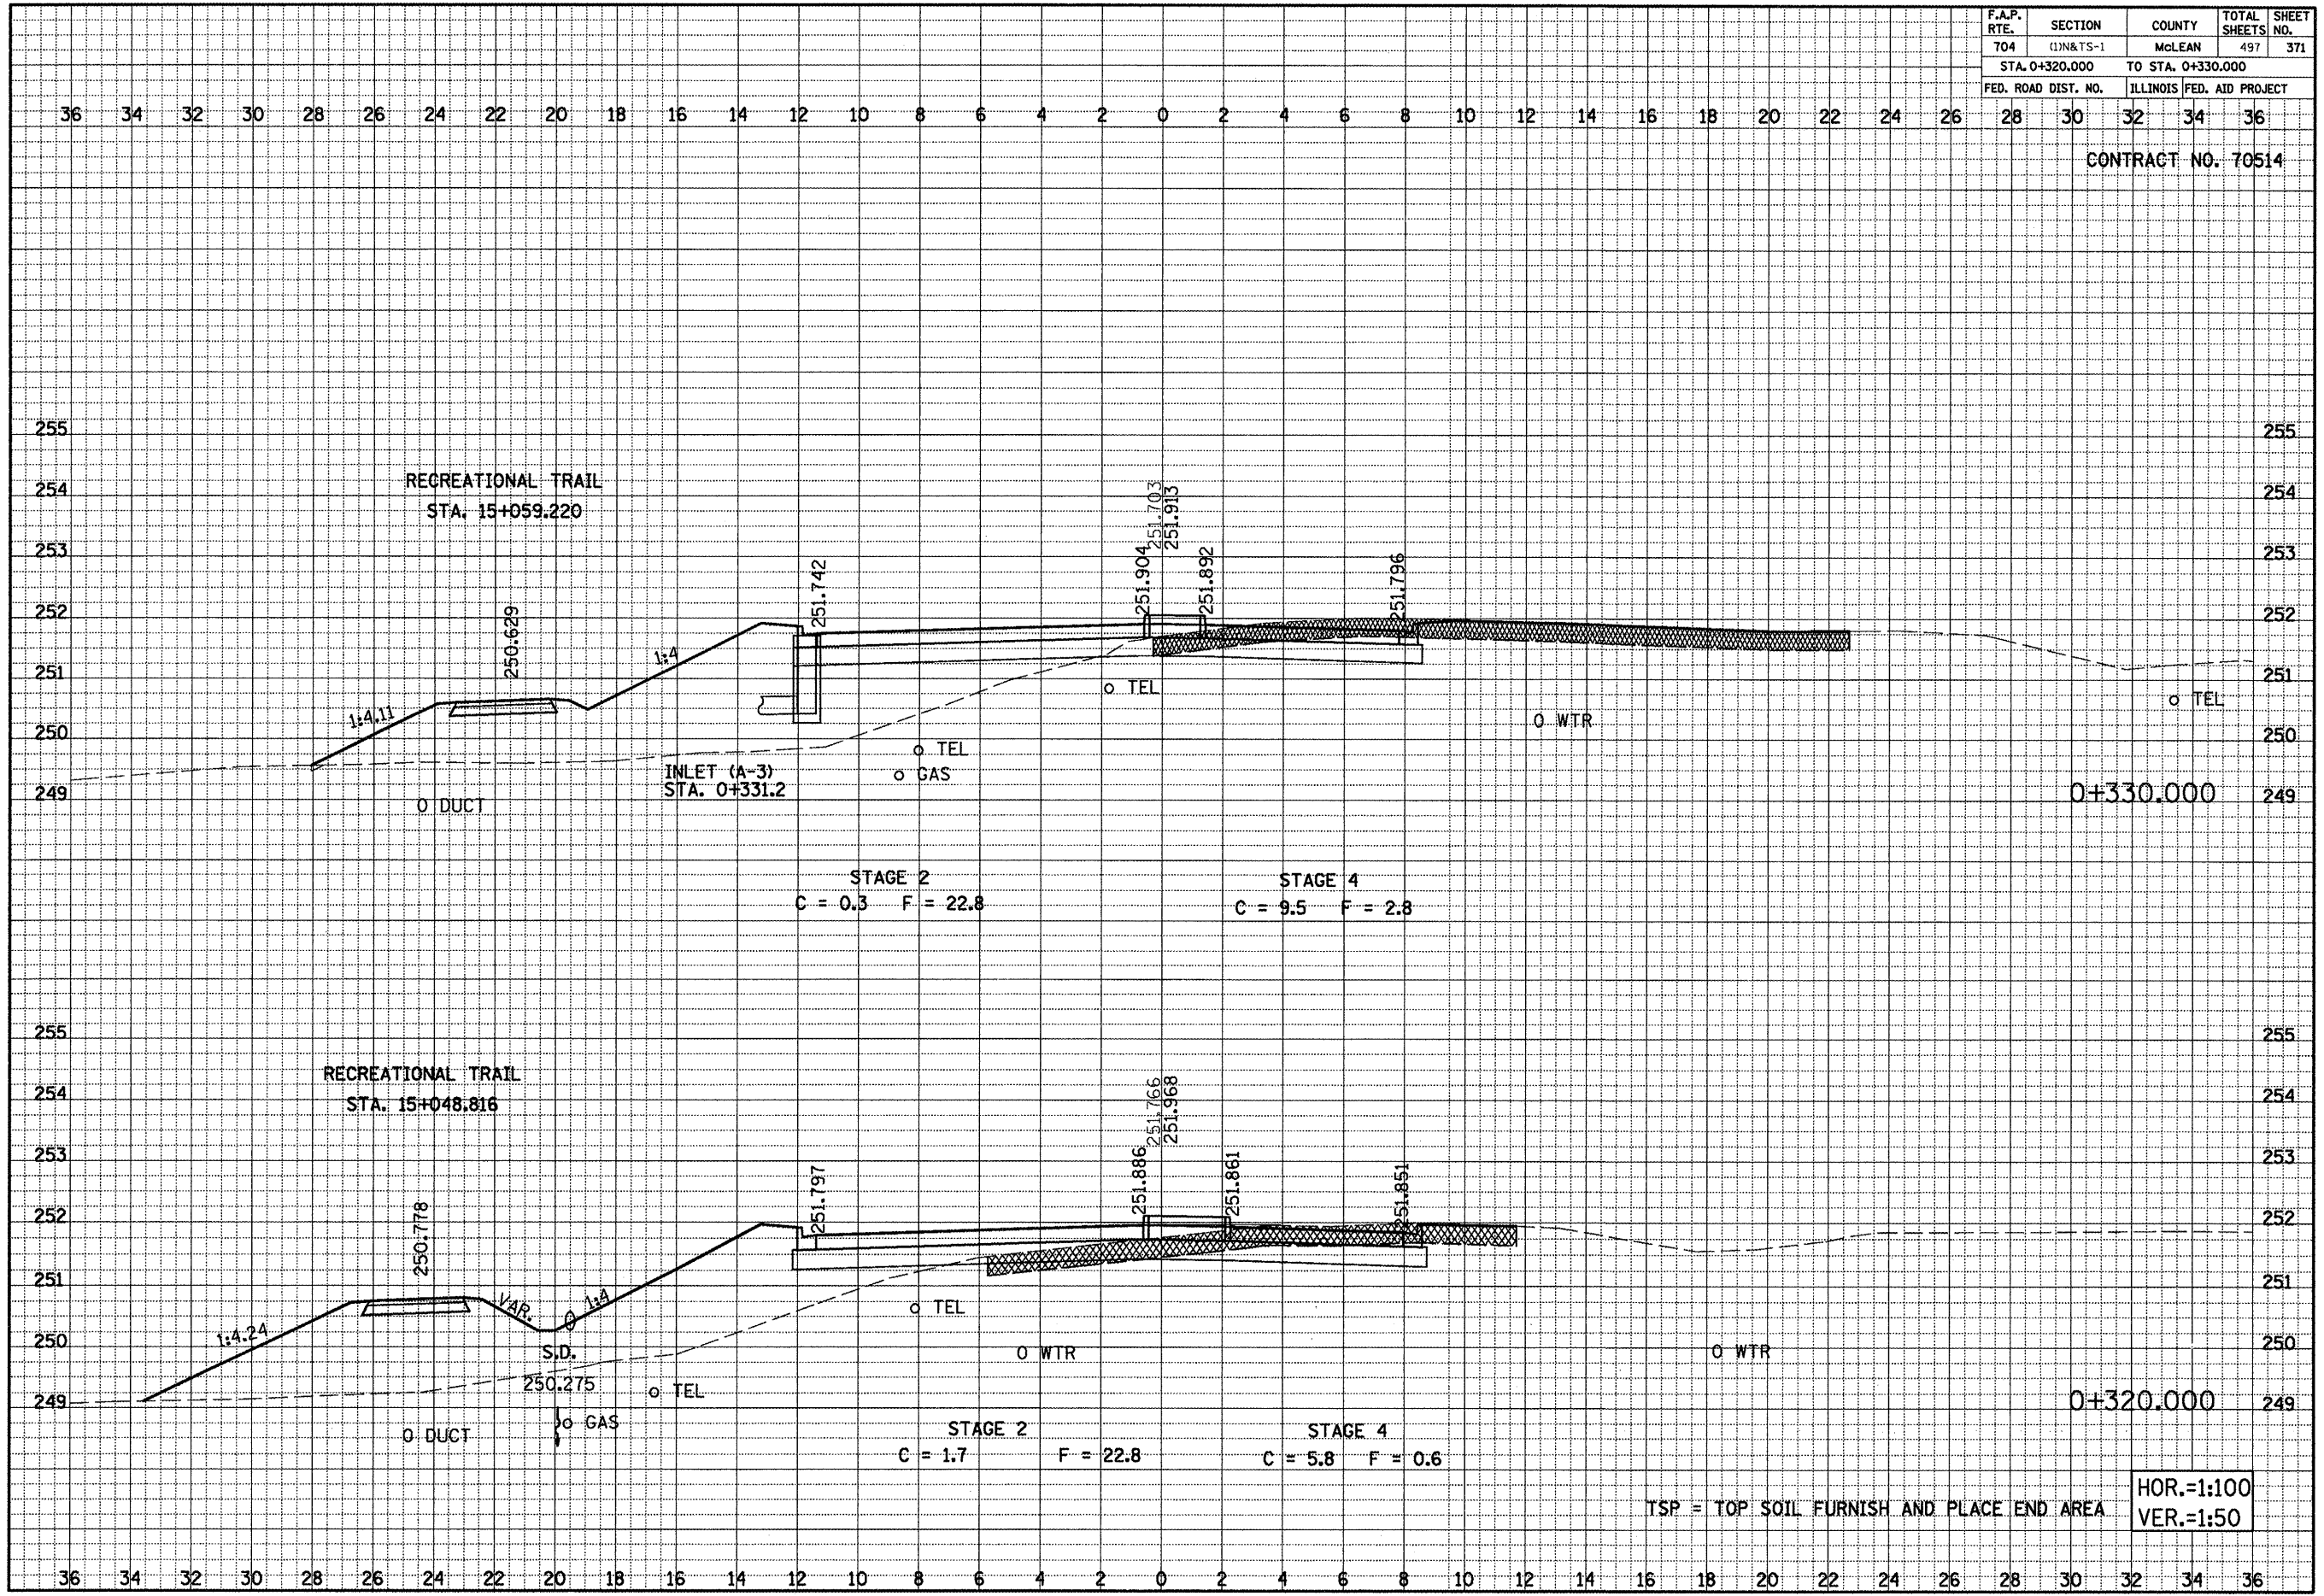 F.A.P. RTE. SECTION COUNTY TOTAL SHEETS SHEET NO.
704 (1)N&TS-1 McLEAN 497 371
STA. 0+320.000 TO STA. 0+330.000
FED. ROAD DIST. NO. ILLINOIS FED. AID PROJECT
36 34 32 30 28 26 24 22 20 18 16 14 12 10 8 6 4 2 0 2 4 6 8 10 12 14 16 18 20 22 24 26 28 30 32 34 36
CONTRACT NO. 70514
255 255
RECREATIONAL TRAIL
STA. 15+059.220
254 254
253 253
252 252
251 251
250 250
249 249
250.629
251.742
251.904
251.703
251.913
251.892
251.796
1:4.11
1:4
TEL
TEL
WTR
TEL
GAS
INLET (A-3)
STA. 0+331.2
DUCT
0+330.000
STAGE 2
C = 0.3 F = 22.8
STAGE 4
C = 9.5 F = 2.8
255 255
RECREATIONAL TRAIL
STA. 15+048.816
254 254
253 253
252 252
251 251
250 250
249 249
250.778
251.797
251.886
251.766
251.968
251.861
251.851
1:4.24
VAR.
1:4
TEL
S.D.
250.275
WTR
WTR
TEL
GAS
DUCT
0+320.000
STAGE 2
C = 1.7 F = 22.8
STAGE 4
C = 5.8 F = 0.6
TSP = TOP SOIL FURNISH AND PLACE END AREA
HOR.=1:100
VER.=1:50
36 34 32 30 28 26 24 22 20 18 16 14 12 10 8 6 4 2 0 2 4 6 8 10 12 14 16 18 20 22 24 26 28 30 32 34 36